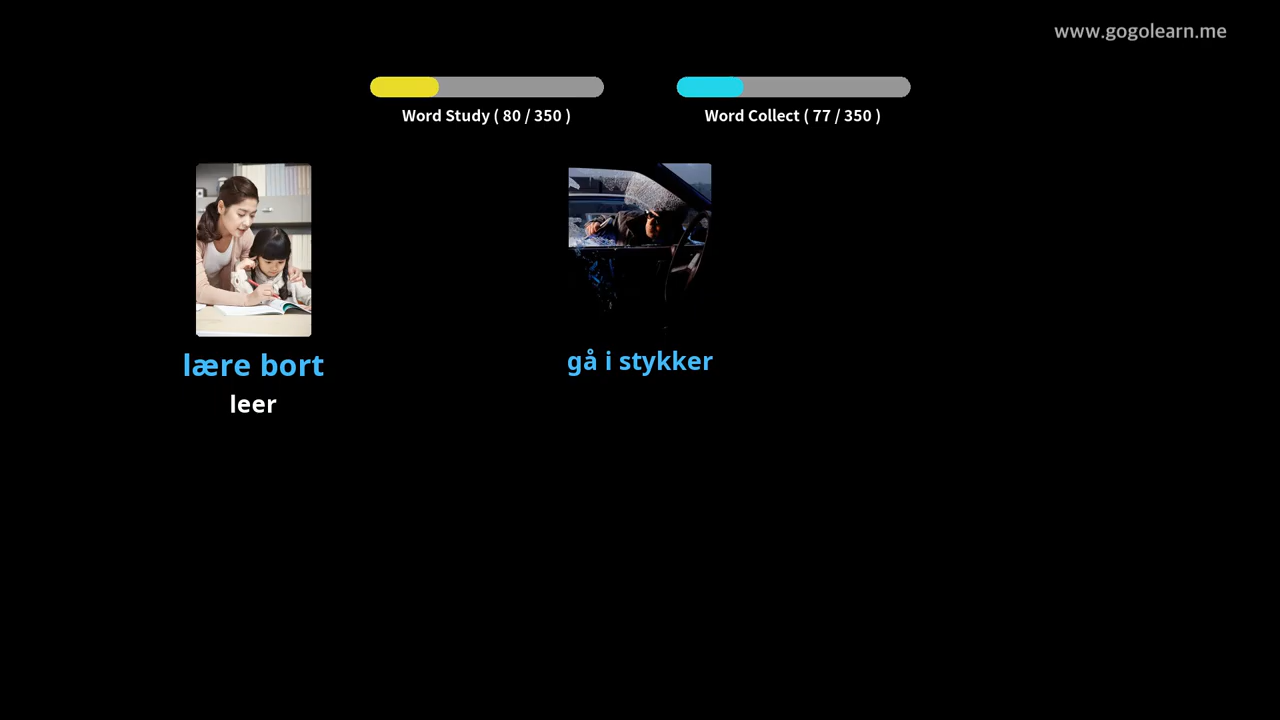 www.gogolearn.me
Word Study ( 80 / 350 )
Word Collect ( 77 / 350 )
lære bort
leer
gå i stykker